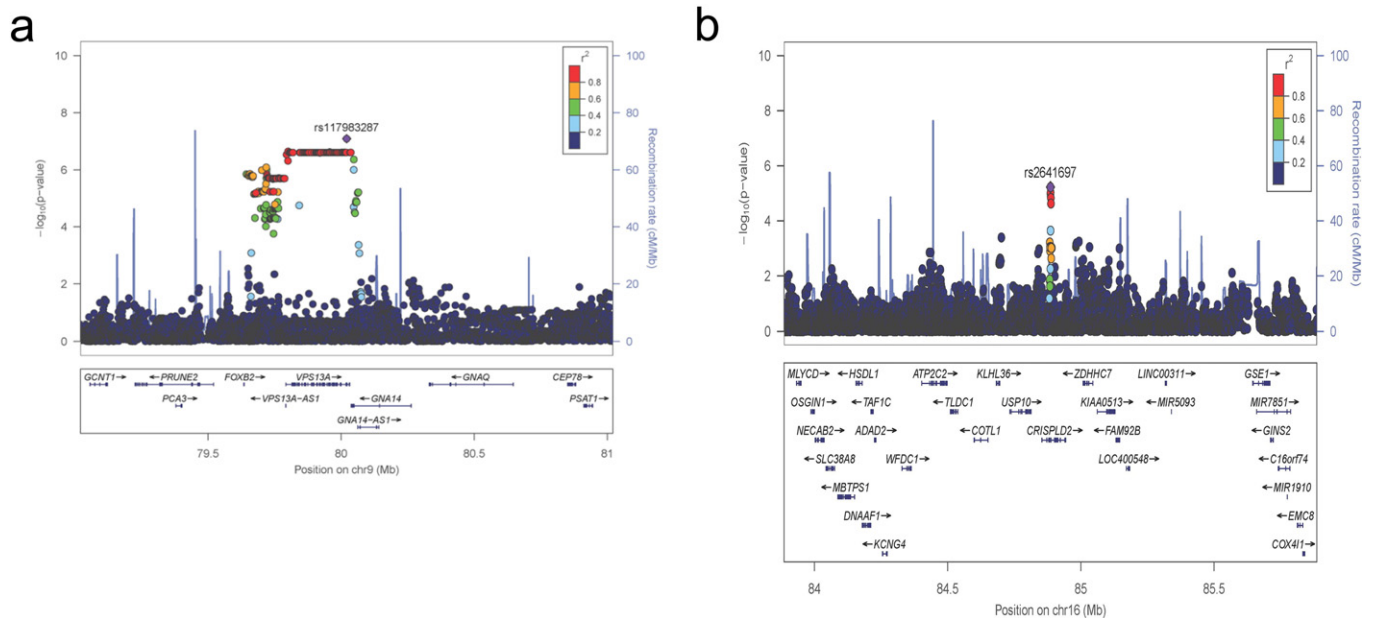 a
10
8
6
4
2
0
−log10(p−value)
rs117983287
r2
0.8
0.6
0.4
0.2
100
80
60
40
20
0
Recombination rate (cM/Mb)
GCNT1→
←PRUNE2
FOXB2→
VPS13A→
←GNAQ
CEP78→
PCA3→
←VPS13A−AS1
←GNA14
PSAT1→
GNA14−AS1→
79.5
80
80.5
81
Position on chr9 (Mb)
b
10
8
6
4
2
0
−log10(p−value)
rs2641697
r2
0.8
0.6
0.4
0.2
100
80
60
40
20
0
Recombination rate (cM/Mb)
MLYCD→
←HSDL1
ATP2C2→
KLHL36→
←ZDHHC7
LINC00311→
GSE1→
OSGIN1→
←TAF1C
←TLDC1
USP10→
KIAA0513→
←MIR5093
MIR7851→
NECAB2→
ADAD2→
←COTL1
CRISPLD2→
←FAM92B
←GINS2
←SLC38A8
WFDC1→
LOC400548→
←C16orf74
←MBTPS1
←MIR1910
DNAAF1→
←EMC8
←KCNG4
COX4I1→
84
84.5
85
85.5
Position on chr16 (Mb)